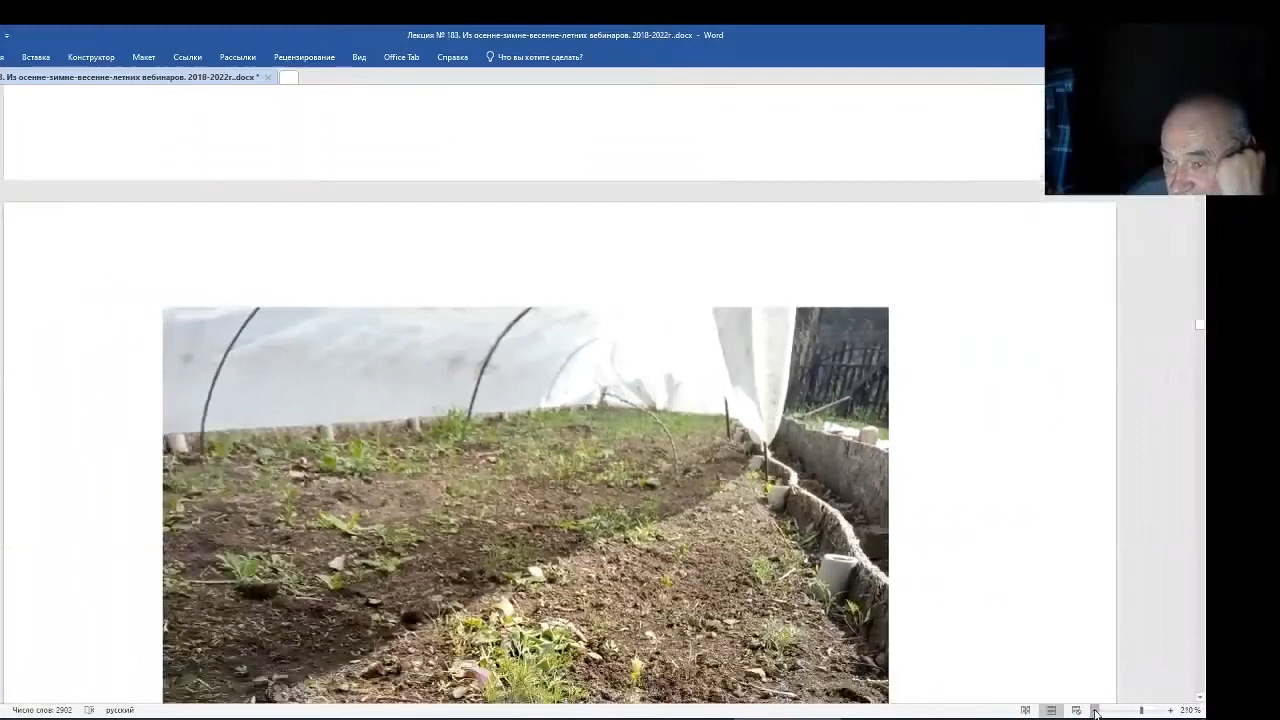 Лекция № 183. Из осенне-зимне-весенне-летних вебинаров. 2018-2022г..docx - Word
Вставка Конструктор Макет Ссылки Рассылки Рецензирование Вид Office Tab Справка Что вы хотите сделать?
3. Из осенне-зимне-весенне-летних вебинаров. 2018-2022г..docx *
Число слов: 2902 русский 210 %